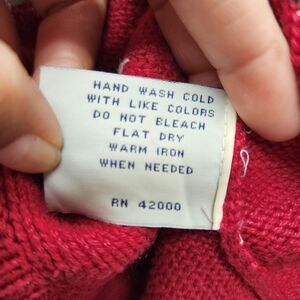 HAND WASH COLD
WITH LIKE COLORS
DO NOT BLEACH
FLAT DRY
WARM IRON
WHEN NEEDED
RN 42000